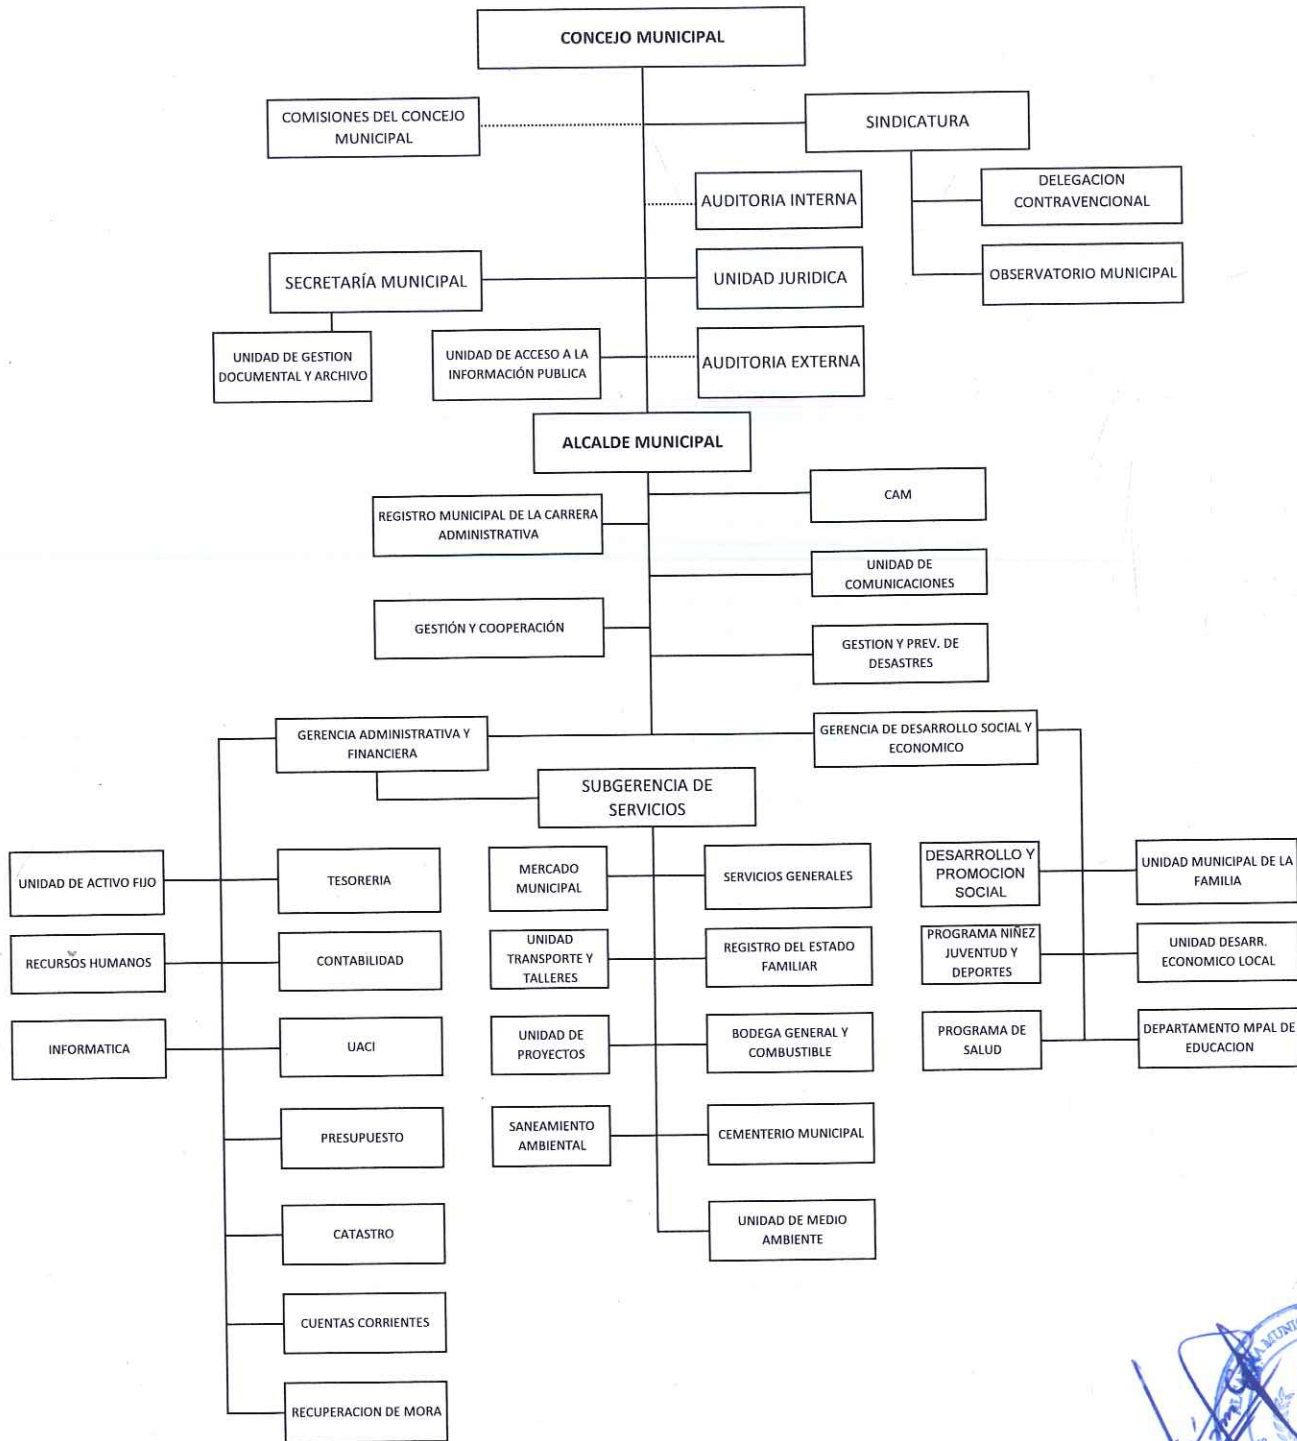 CONCEJO MUNICIPAL
COMISIONES DEL CONCEJO
MUNICIPAL
SINDICATURA
DELEGACION
CONTRAVENCIONAL
AUDITORIA INTERNA
OBSERVATORIO MUNICIPAL
SECRETARÍA MUNICIPAL
UNIDAD JURIDICA
UNIDAD DE GESTION
DOCUMENTAL Y ARCHIVO
UNIDAD DE ACCESO A LA
INFORMACIÓN PUBLICA
AUDITORIA EXTERNA
ALCALDE MUNICIPAL
CAM
REGISTRO MUNICIPAL DE LA CARRERA
ADMINISTRATIVA
UNIDAD DE
COMUNICACIONES
GESTIÓN Y COOPERACIÓN
GESTION Y PREV. DE
DESASTRES
GERENCIA ADMINISTRATIVA Y
FINANCIERA
GERENCIA DE DESARROLLO SOCIAL Y
ECONOMICO
SUBGERENCIA DE
SERVICIOS
UNIDAD DE ACTIVO FIJO
TESORERIA
MERCADO
MUNICIPAL
SERVICIOS GENERALES
DESARROLLO Y
PROMOCION
SOCIAL
UNIDAD MUNICIPAL DE LA
FAMILIA
RECURSOS HUMANOS
CONTABILIDAD
UNIDAD
TRANSPORTE Y
TALLERES
REGISTRO DEL ESTADO
FAMILIAR
PROGRAMA NIÑEZ
JUVENTUD Y
DEPORTES
UNIDAD DESARR.
ECONOMICO LOCAL
INFORMATICA
UACI
UNIDAD DE
PROYECTOS
BODEGA GENERAL Y
COMBUSTIBLE
PROGRAMA DE
SALUD
DEPARTAMENTO MPAL DE
EDUCACION
PRESUPUESTO
SANEAMIENTO
AMBIENTAL
CEMENTERIO MUNICIPAL
CATASTRO
UNIDAD DE MEDIO
AMBIENTE
CUENTAS CORRIENTES
RECUPERACION DE MORA